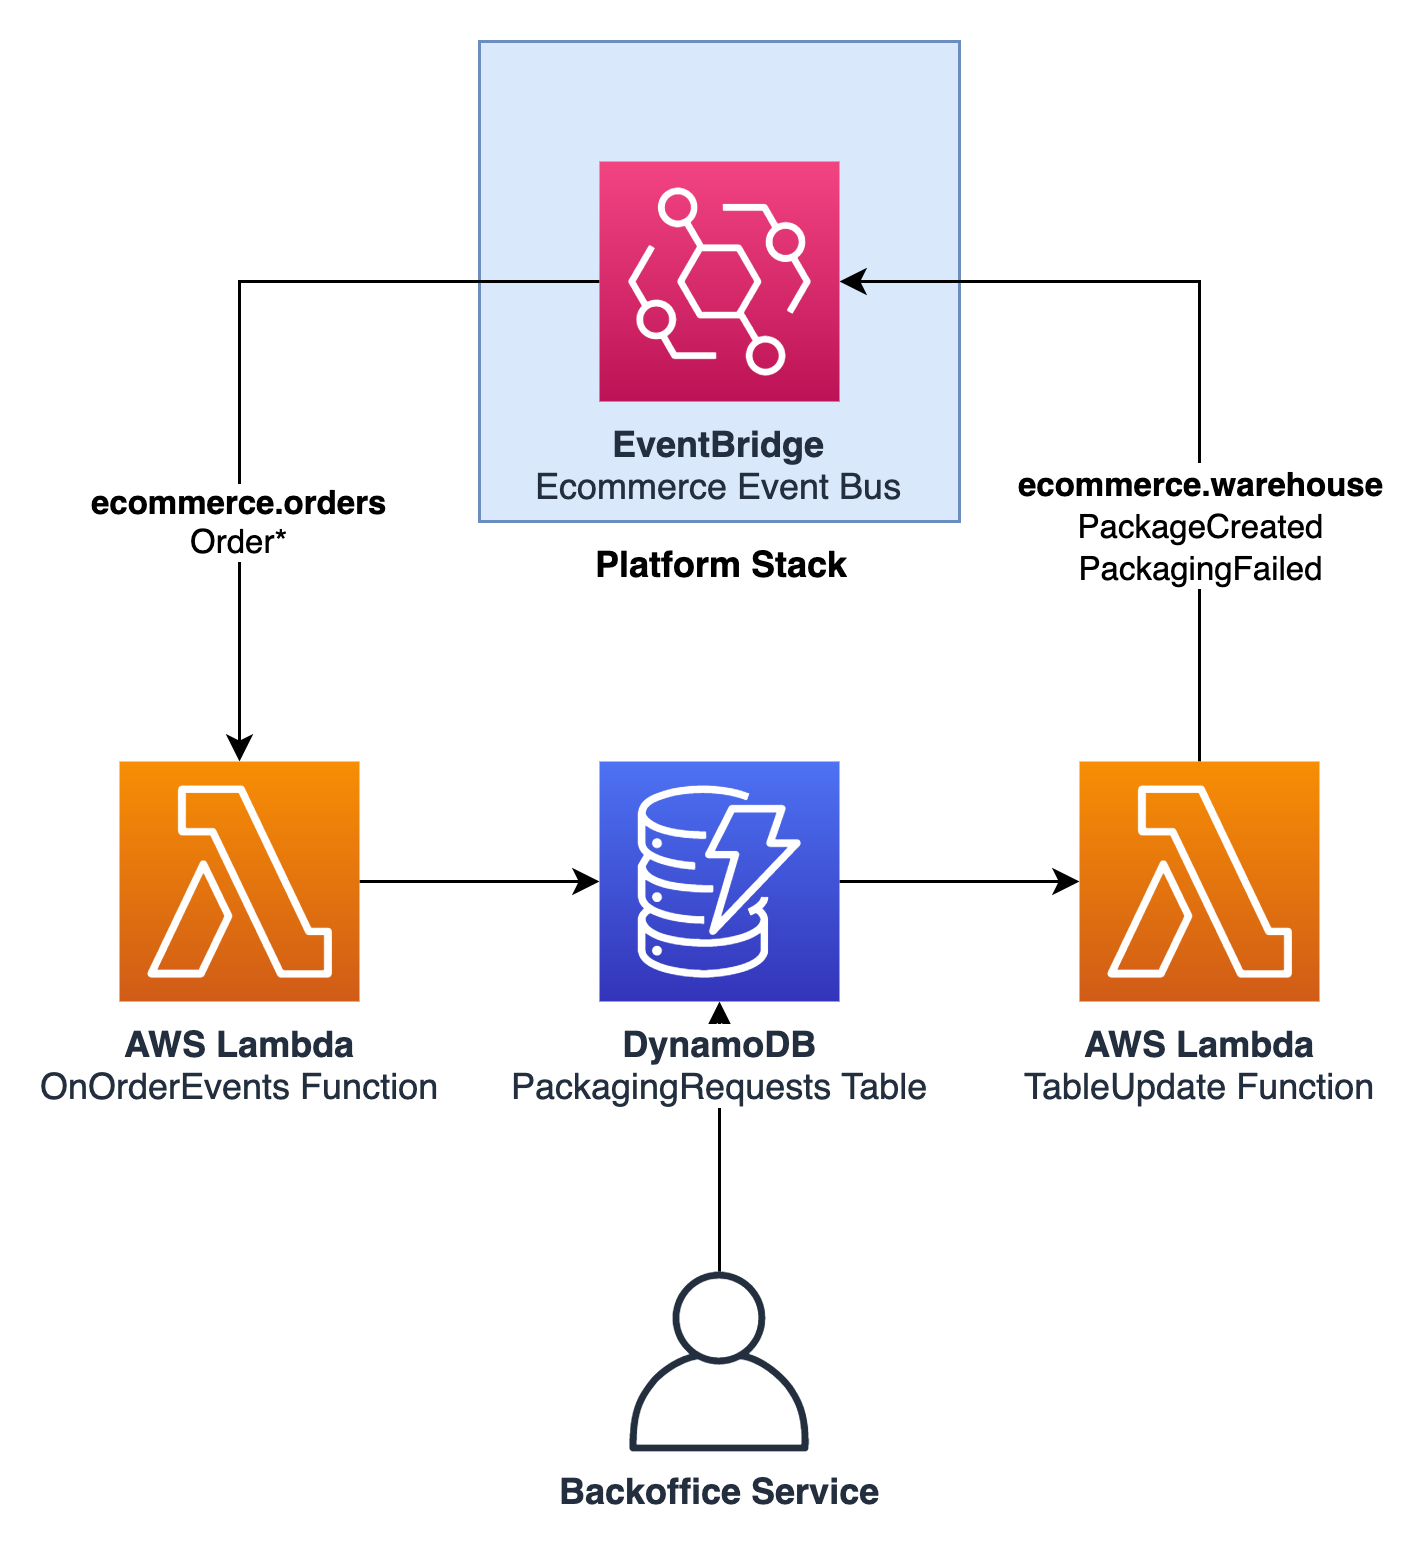 EventBridge
Ecommerce Event Bus
Platform Stack
ecommerce.orders
Order*
ecommerce.warehouse
PackageCreated
PackagingFailed
AWS Lambda
OnOrderEvents Function
DynamoDB
PackagingRequests Table
AWS Lambda
TableUpdate Function
Backoffice Service